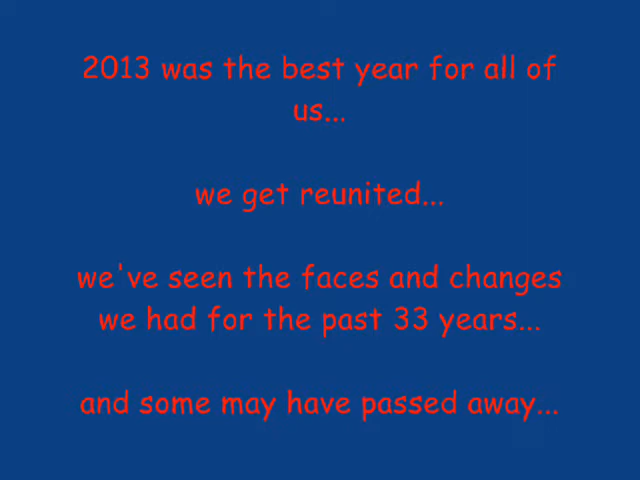 2013 was the best year for all of
us...
we get reunited...
we've seen the faces and changes
we had for the past 33 years...
and some may have passed away...